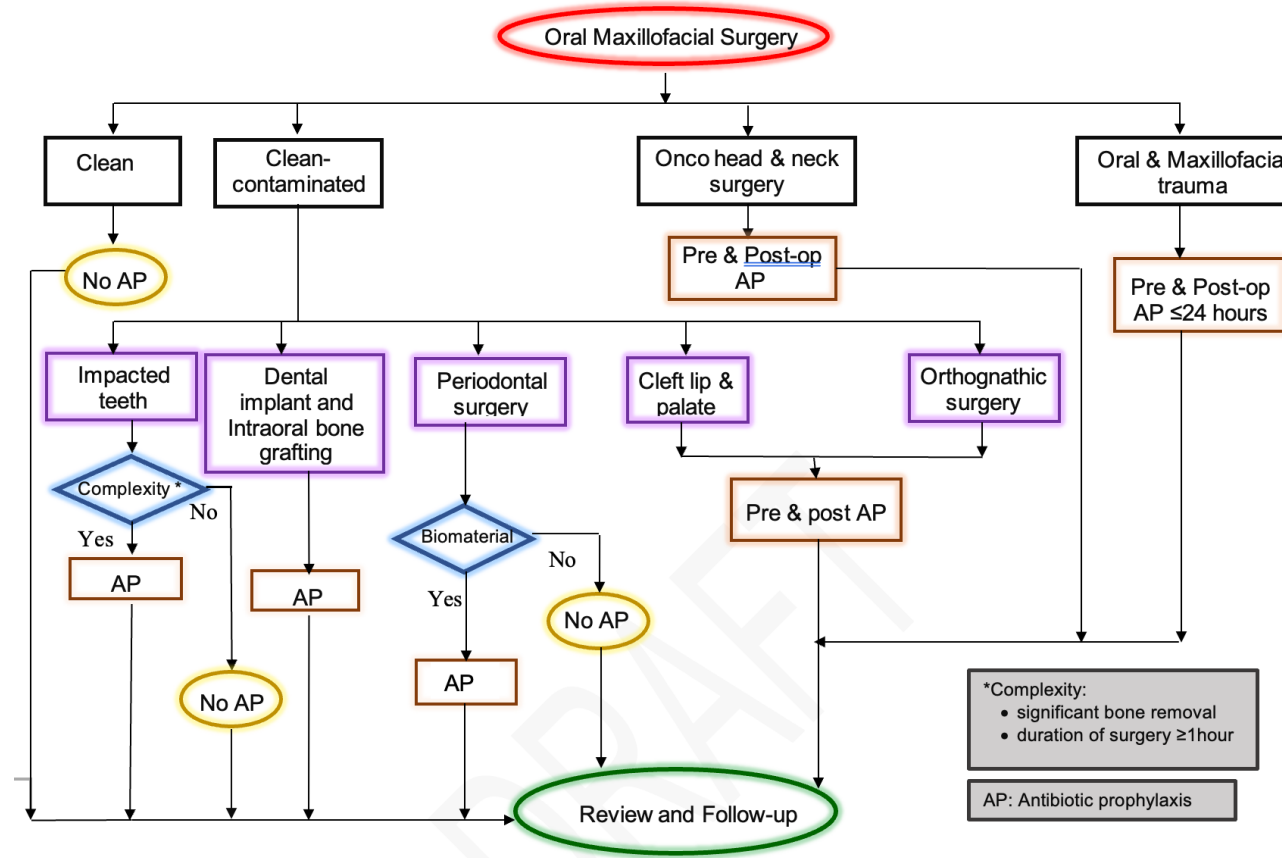 Oral Maxillofacial Surgery
Clean
Clean-
contaminated
Onco head & neck
surgery
Oral & Maxillofacia
trauma
No AP
Pre & Post-op
AP
Pre & Post-op
AP ≤24 hours
Impacted
teeth
Dental
implant and
Intraoral bone
grafting
Periodontal
surgery
Cleft lip &
palate
Orthognathic
surgery
Complexity *
No
Yes
AP
AP
Biomaterial
No
Yes
Pre & post AP
No AP
AP
No AP
*Complexity:
• significant bone removal
• duration of surgery ≥1hour
AP: Antibiotic prophylaxis
Review and Follow-up
DRAFT